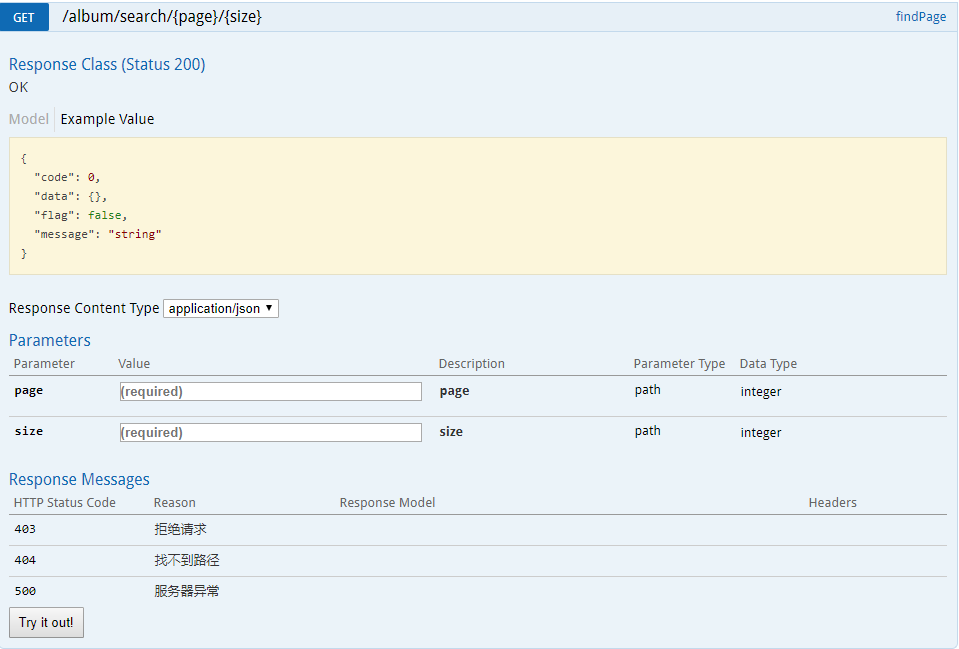 GET /album/search/{page}/{size} findPage
Response Class (Status 200)
OK
Model Example Value
{
"code": 0,
"data": {},
"flag": false,
"message": "string"
}
Response Content Type application/json
Parameters
Parameter Value Description Parameter Type Data Type
page (required) page path integer
size (required) size path integer
Response Messages
HTTP Status Code Reason Response Model Headers
403 拒绝请求
404 找不到路径
500 服务器异常
Try it out!